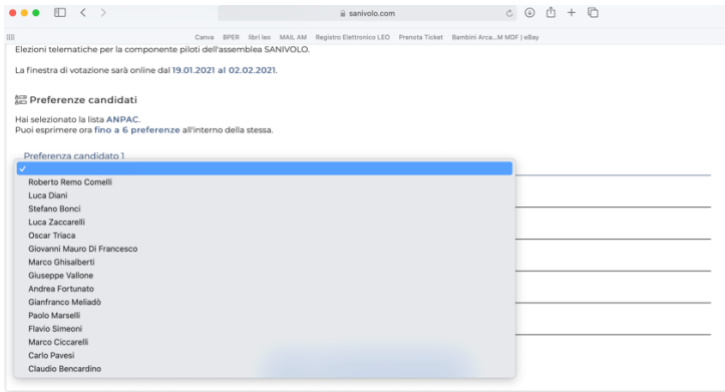 sanivolo.com
Canva BPER libri les MAIL AM Registro Elettronico LEO Prenota Ticket Bambini Arca...M MDF | eBay
Elezioni telematiche per la componente piloti dell'assemblea SANIVOLO.
La finestra di votazione sarà online dal 19.01.2021 al 02.02.2021.
Preferenze candidati
Hai selezionato la lista ANPAC.
Puoi esprimere ora fino a 6 preferenze all'interno della stessa.
Preferenza candidato 1
Roberto Remo Comelli
Luca Diani
Stefano Bonci
Luca Zaccarelli
Oscar Triaca
Giovanni Mauro Di Francesco
Marco Ghisalberti
Giuseppe Vallone
Andrea Fortunato
Gianfranco Meliadò
Paolo Marselli
Flavio Simeoni
Marco Ciccarelli
Carlo Pavesi
Claudio Bencardino